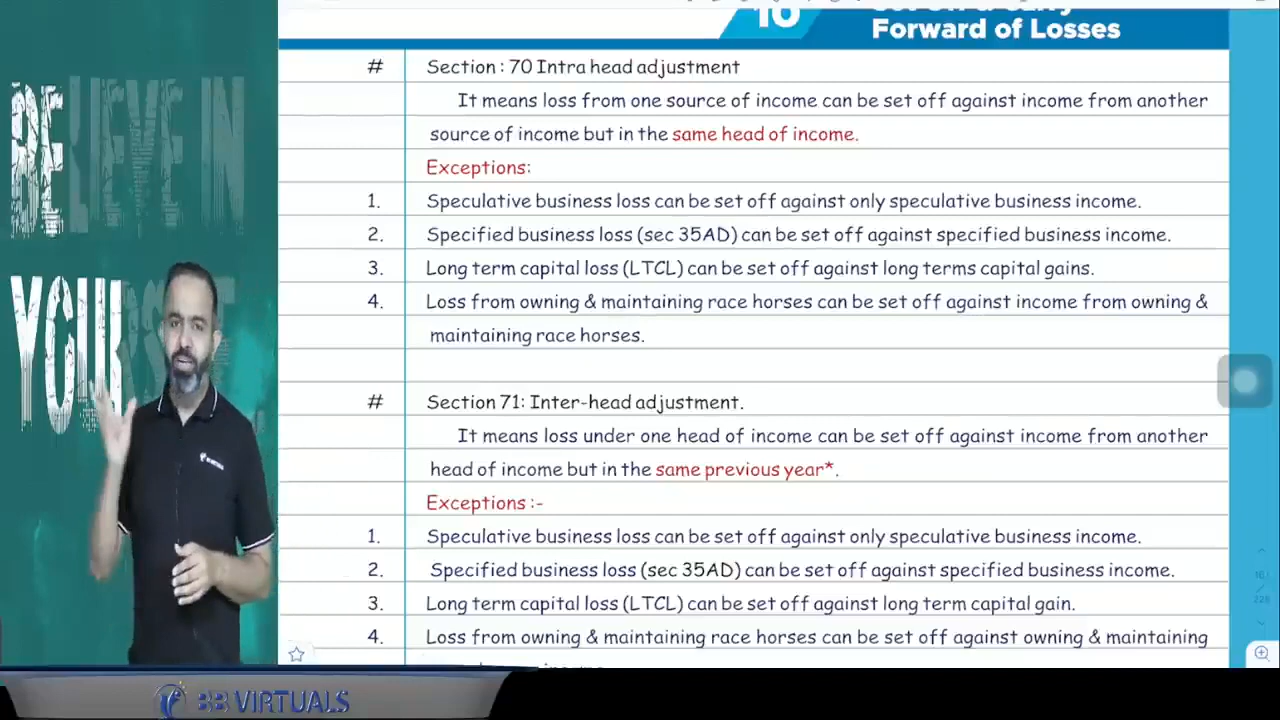 BELIEVE IN
YOURSELF
10
Forward of Losses
# Section : 70 Intra head adjustment
It means loss from one source of income can be set off against income from another
source of income but in the same head of income.
Exceptions:
1. Speculative business loss can be set off against only speculative business income.
2. Specified business loss (sec 35AD) can be set off against specified business income.
3. Long term capital loss (LTCL) can be set off against long terms capital gains.
4. Loss from owning & maintaining race horses can be set off against income from owning &
maintaining race horses.
# Section 71: Inter-head adjustment.
It means loss under one head of income can be set off against income from another
head of income but in the same previous year*.
Exceptions :-
1. Speculative business loss can be set off against only speculative business income.
2. Specified business loss (sec 35AD) can be set off against specified business income.
3. Long term capital loss (LTCL) can be set off against long term capital gain.
4. Loss from owning & maintaining race horses can be set off against owning & maintaining
161
/
226
BB VIRTUALS